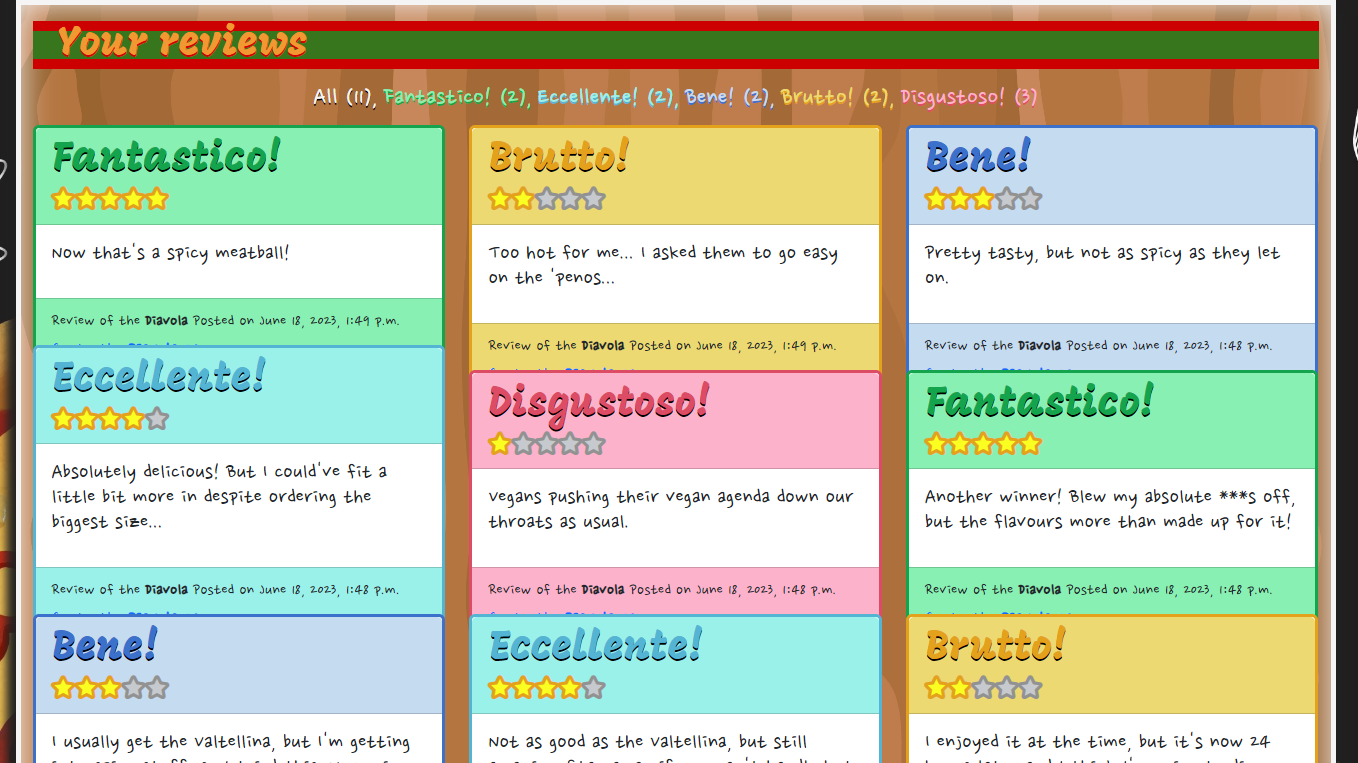 Your reviews
All (11), Fantastico! (2), Eccellente! (2), Bene! (2), Brutto! (2), Disgustoso! (3)
Fantastico!
Now that's a spicy meatball!
Review of the Diavola Posted on June 18, 2023, 1:49 p.m.
Brutto!
Too hot for me... I asked them to go easy
on the 'penos...
Review of the Diavola Posted on June 18, 2023, 1:49 p.m.
Bene!
Pretty tasty, but not as spicy as they let
on.
Review of the Diavola Posted on June 18, 2023, 1:48 p.m.
Eccellente!
Absolutely delicious! But I could've fit a
little bit more in despite ordering the
biggest size...
Review of the Diavola Posted on June 18, 2023, 1:48 p.m.
Disgustoso!
Vegans pushing their vegan agenda down our
throats as usual.
Review of the Diavola Posted on June 18, 2023, 1:48 p.m.
Fantastico!
Another winner! Blew my absolute ***s off,
but the flavours more than made up for it!
Review of the Diavola Posted on June 18, 2023, 1:48 p.m.
Bene!
I usually get the Valtellina, but I'm getting
Eccellente!
Not as good as the Valtellina, but still
Brutto!
I enjoyed it at the time, but it's now 24